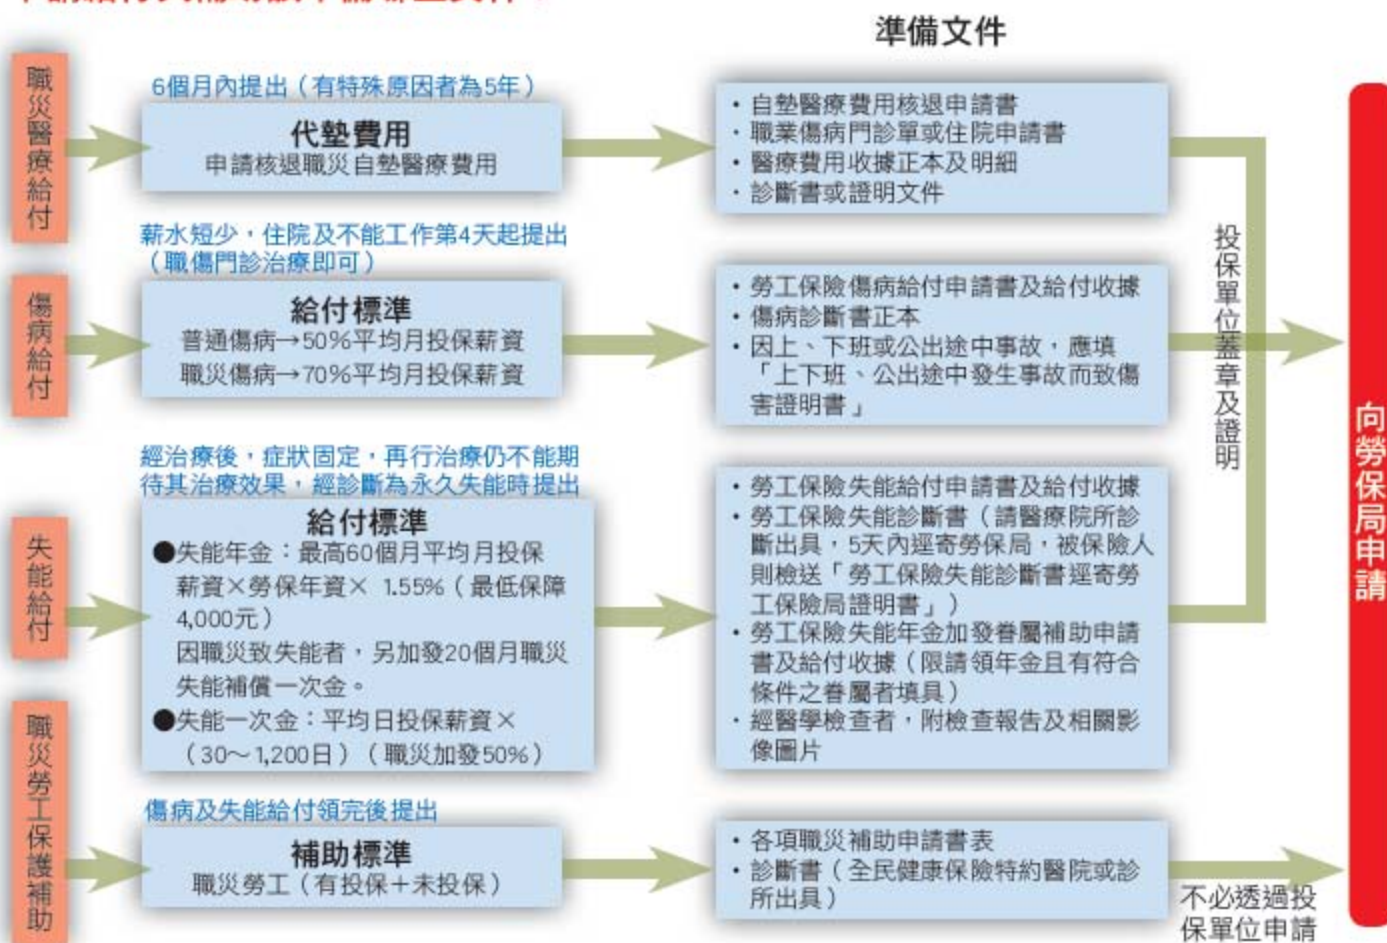 準備文件
職災醫療給付
6個月內提出（有特殊原因者為5年）
代墊費用
申請核退職災自墊醫療費用
・自墊醫療費用核退申請書
・職業傷病門診單或住院申請書
・醫療費用收據正本及明細
・診斷書或證明文件
傷病給付
薪水短少，住院及不能工作第4天起提出
（職傷門診治療即可）
給付標準
普通傷病→50%平均月投保薪資
職災傷病→70%平均月投保薪資
・勞工保險傷病給付申請書及給付收據
・傷病診斷書正本
・因上、下班或公出途中事故，應填
「上下班、公出途中發生事故而致傷
害證明書」
失能給付
經治療後，症狀固定，再行治療仍不能期
待其治療效果，經診斷為永久失能時提出
給付標準
●失能年金：最高60個月平均月投保
薪資×勞保年資× 1.55%（最低保障
4,000元）
因職災致失能者，另加發20個月職災
失能補償一次金。
●失能一次金：平均日投保薪資×
（30～1,200日）（職災加發50%）
・勞工保險失能給付申請書及給付收據
・勞工保險失能診斷書（請醫療院所診
斷出具，5天內逕寄勞保局，被保險人
則檢送「勞工保險失能診斷書逕寄勞
工保險局證明書」）
・勞工保險失能年金加發眷屬補助申請
書及給付收據（限請領年金且有符合
條件之眷屬者填具）
・經醫學檢查者，附檢查報告及相關影
像圖片
投保單位蓋章及證明
職災勞工保護補助
傷病及失能給付領完後提出
補助標準
職災勞工（有投保＋未投保）
・各項職災補助申請書表
・診斷書（全民健康保險特約醫院或診
所出具）
不必透過投
保單位申請
向勞保局申請